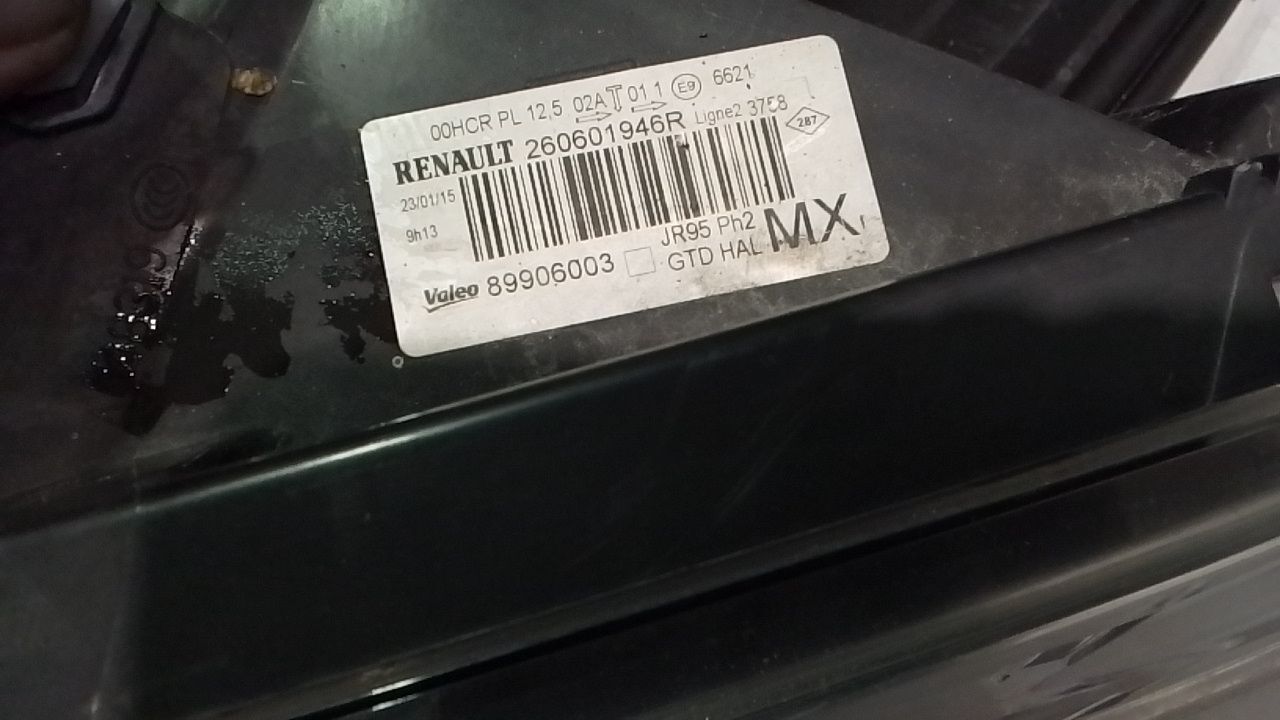 00HCR PL 12,5 02A T 01 1 E9 6621
RENAULT 260601946R Ligne2 3758
287
23/01/15
9h13
JR95 Ph2
GTD HAL MX
Valeo 89906003